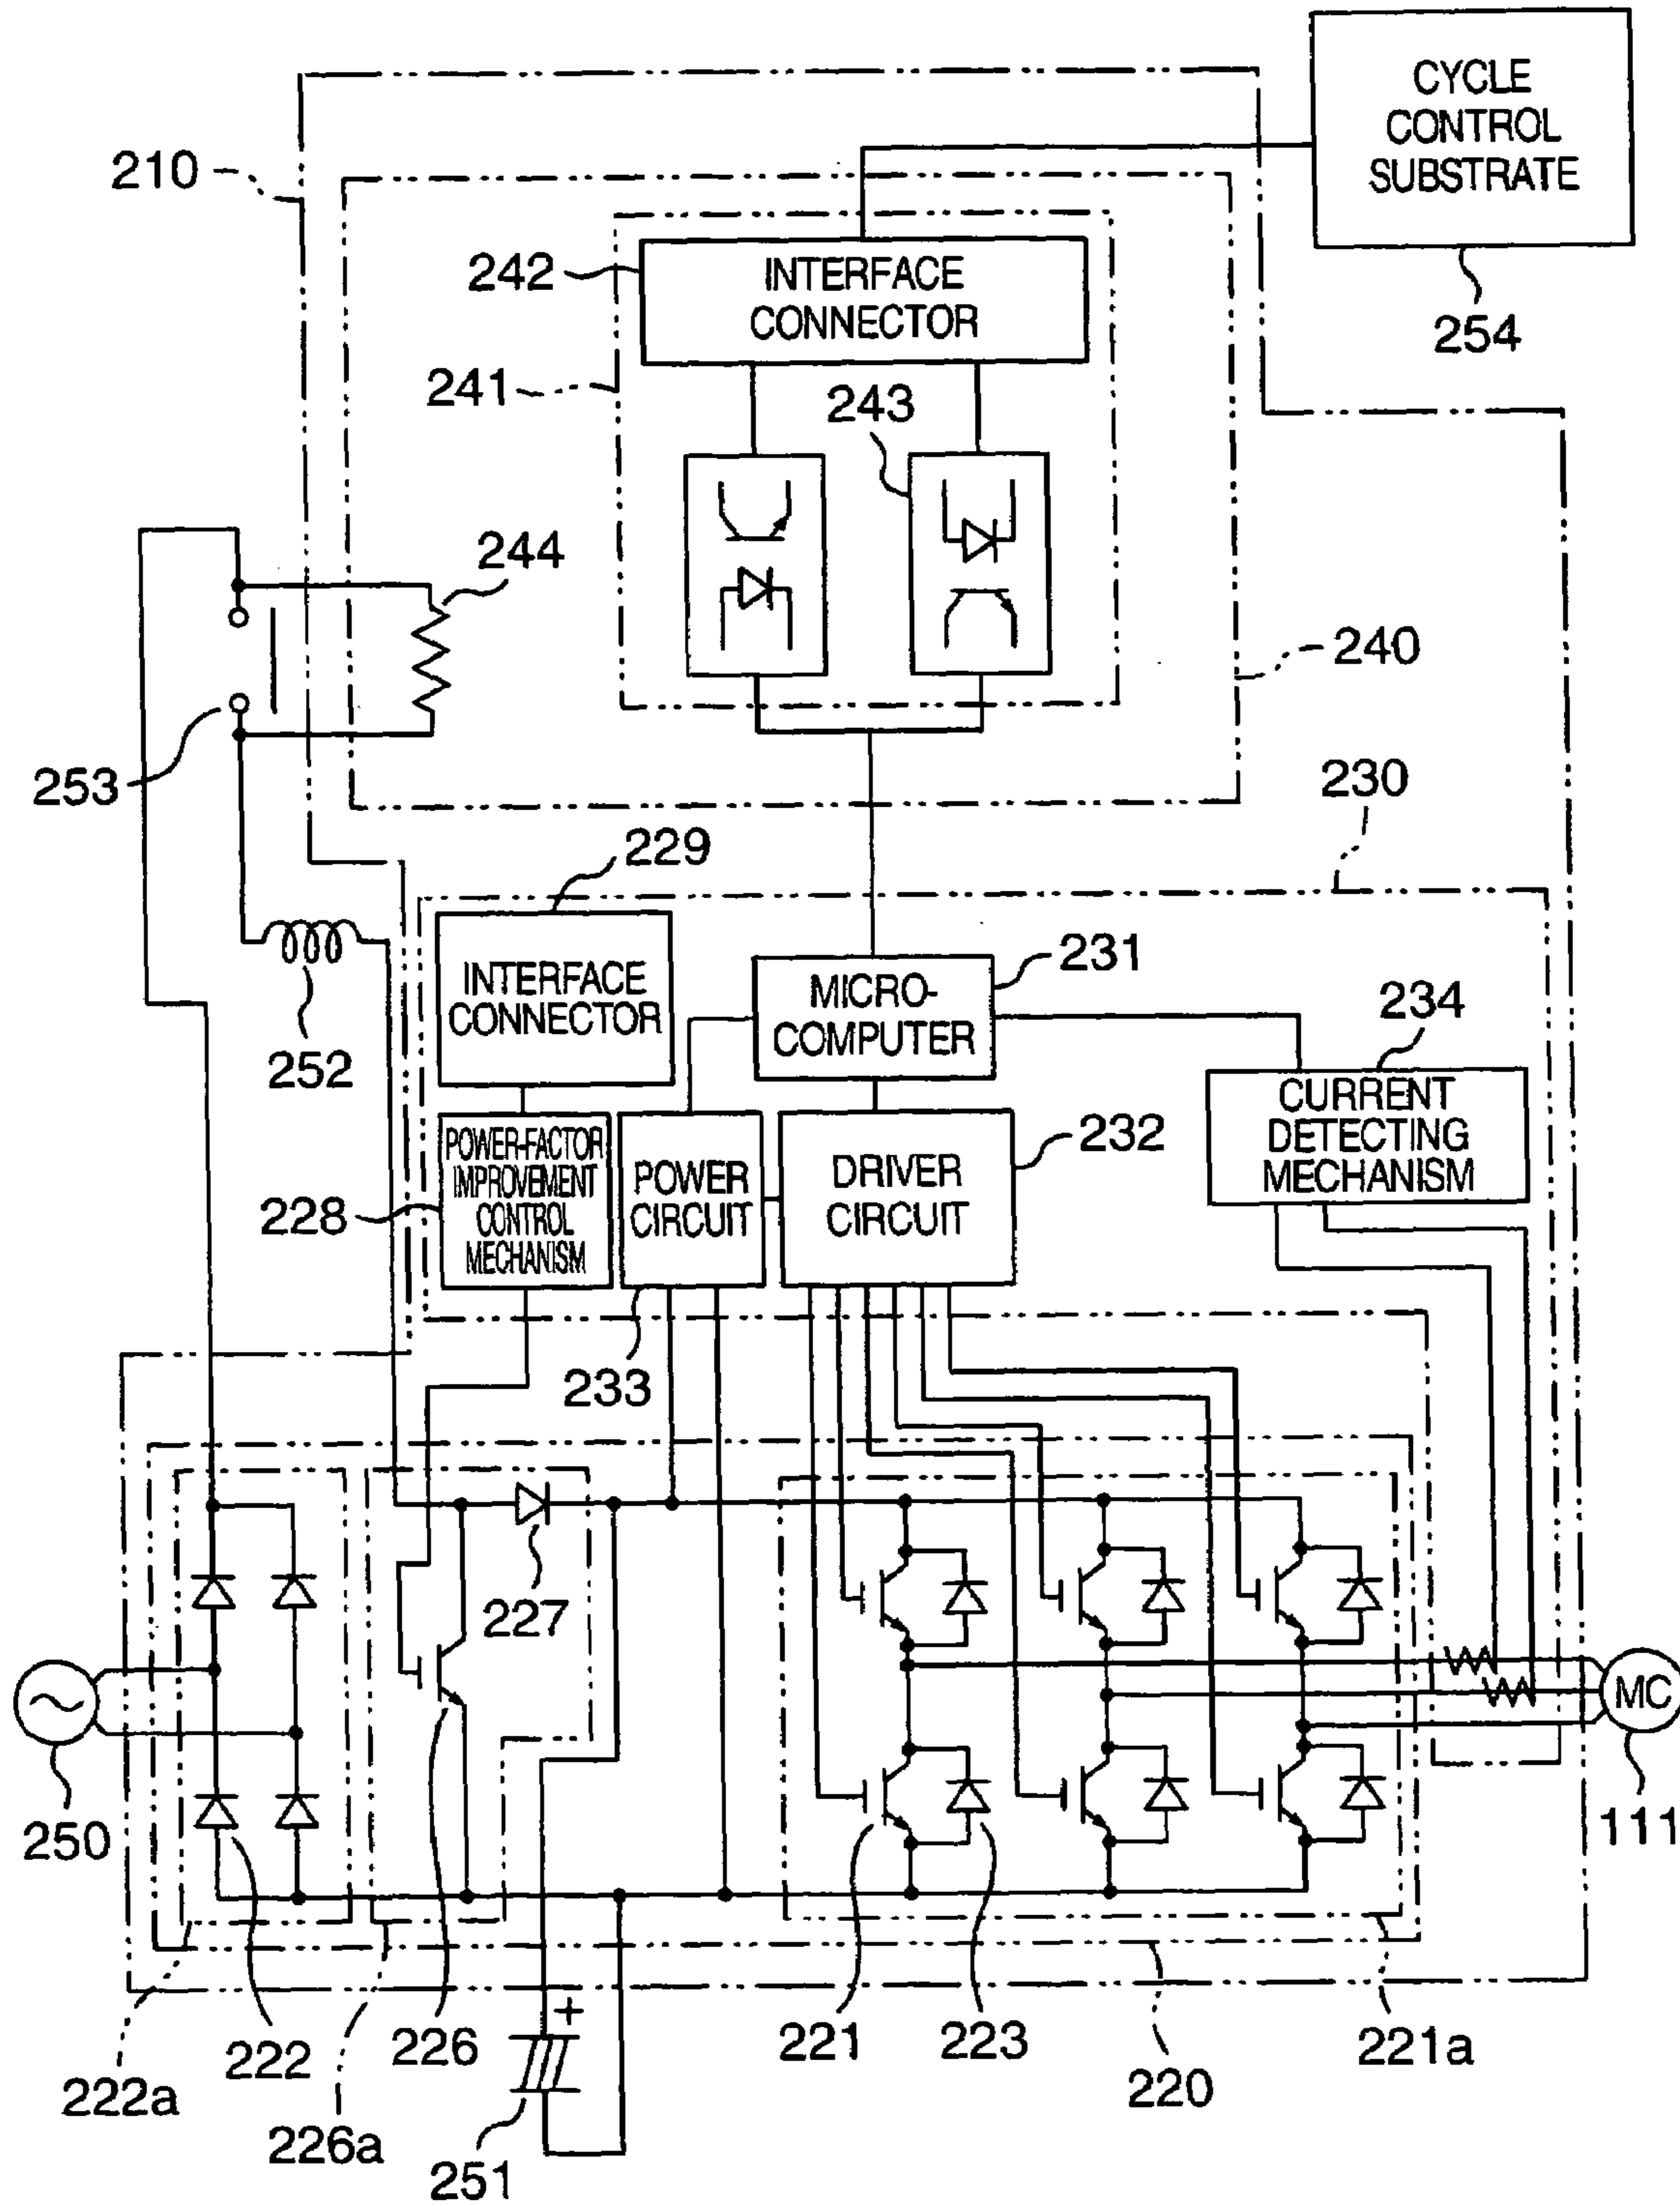 CYCLE
CONTROL
SUBSTRATE
210
242
INTERFACE
CONNECTOR
254
241
243
244
240
253
230
229
INTERFACE
CONNECTOR
231
MICRO-
COMPUTER
234
252
CURRENT
DETECTING
MECHANISM
POWER-FACTOR
IMPROVEMENT
CONTROL
MECHANISM
228
POWER
CIRCUIT
DRIVER
CIRCUIT
232
233
227
MC
250
111
+
222
226
221
223
221a
222a
220
226a
251